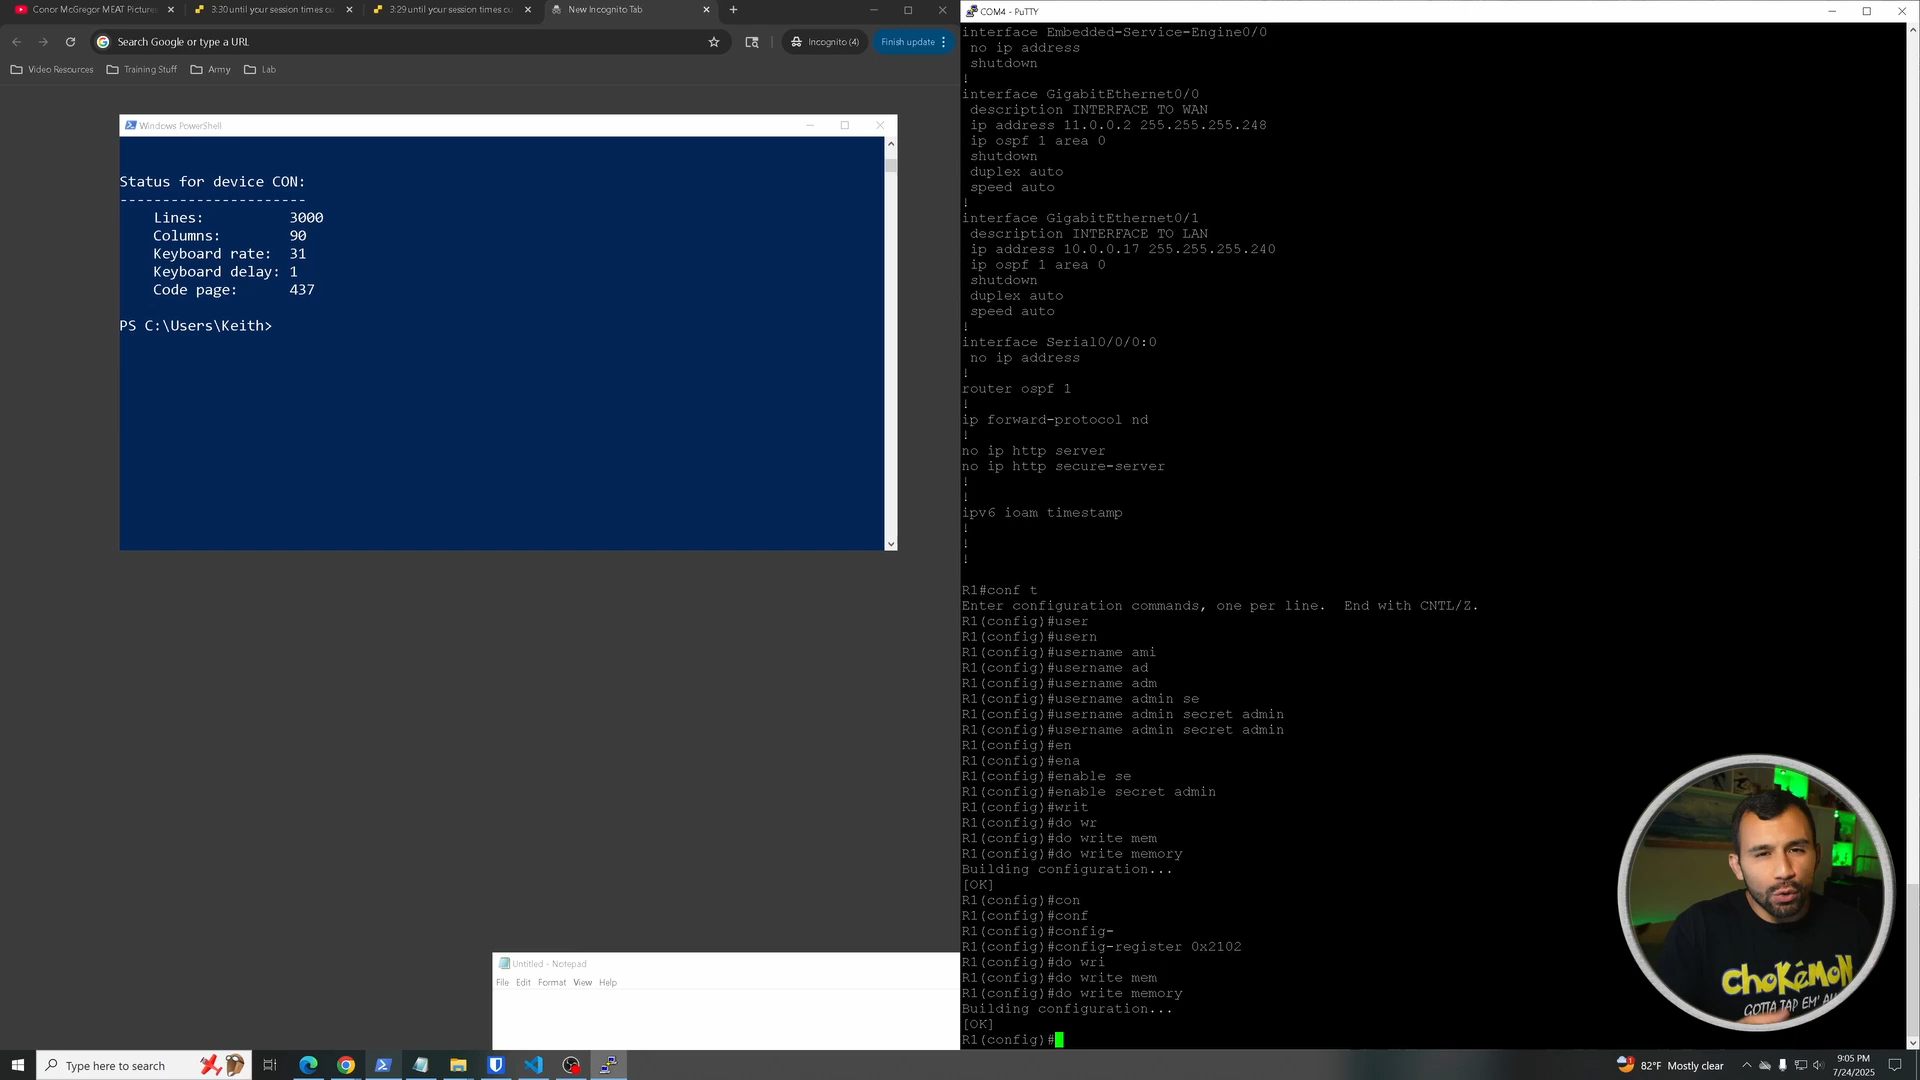 Conor McGregor MEAT Picture
3:30 until your session times cu
3:29 until your session times cu
New Incognito Tab
Search Google or type a URL
Incognito (4)
Finish update
Video Resources
Training Stuff
Army
Lab
Windows PowerShell
Status for device CON:
----------------------
Lines: 3000
Columns: 90
Keyboard rate: 31
Keyboard delay: 1
Code page: 437
PS C:\Users\Keith>
Untitled - Notepad
File Edit Format View Help
COM4 - PuTTY
interface Embedded-Service-Engine0/0
no ip address
shutdown
!
interface GigabitEthernet0/0
description INTERFACE TO WAN
ip address 11.0.0.2 255.255.255.248
ip ospf 1 area 0
shutdown
duplex auto
speed auto
!
interface GigabitEthernet0/1
description INTERFACE TO LAN
ip address 10.0.0.17 255.255.255.240
ip ospf 1 area 0
shutdown
duplex auto
speed auto
!
interface Serial0/0/0:0
no ip address
!
router ospf 1
!
ip forward-protocol nd
!
no ip http server
no ip http secure-server
!
!
ipv6 ioam timestamp
!
!
!
R1#conf t
Enter configuration commands, one per line.  End with CNTL/Z.
R1(config)#user
R1(config)#usern
R1(config)#username ami
R1(config)#username ad
R1(config)#username adm
R1(config)#username admin se
R1(config)#username admin secret admin
R1(config)#username admin secret admin
R1(config)#en
R1(config)#ena
R1(config)#enable se
R1(config)#enable secret admin
R1(config)#writ
R1(config)#do wr
R1(config)#do write mem
R1(config)#do write memory
Building configuration...
[OK]
R1(config)#con
R1(config)#conf
R1(config)#config-
R1(config)#config-register 0x2102
R1(config)#do wri
R1(config)#do write mem
R1(config)#do write memory
Building configuration...
[OK]
R1(config)#
CHOKéMON
GOTTA TAP EM' A
Type here to search
82°F Mostly clear
9:05 PM
7/24/2025